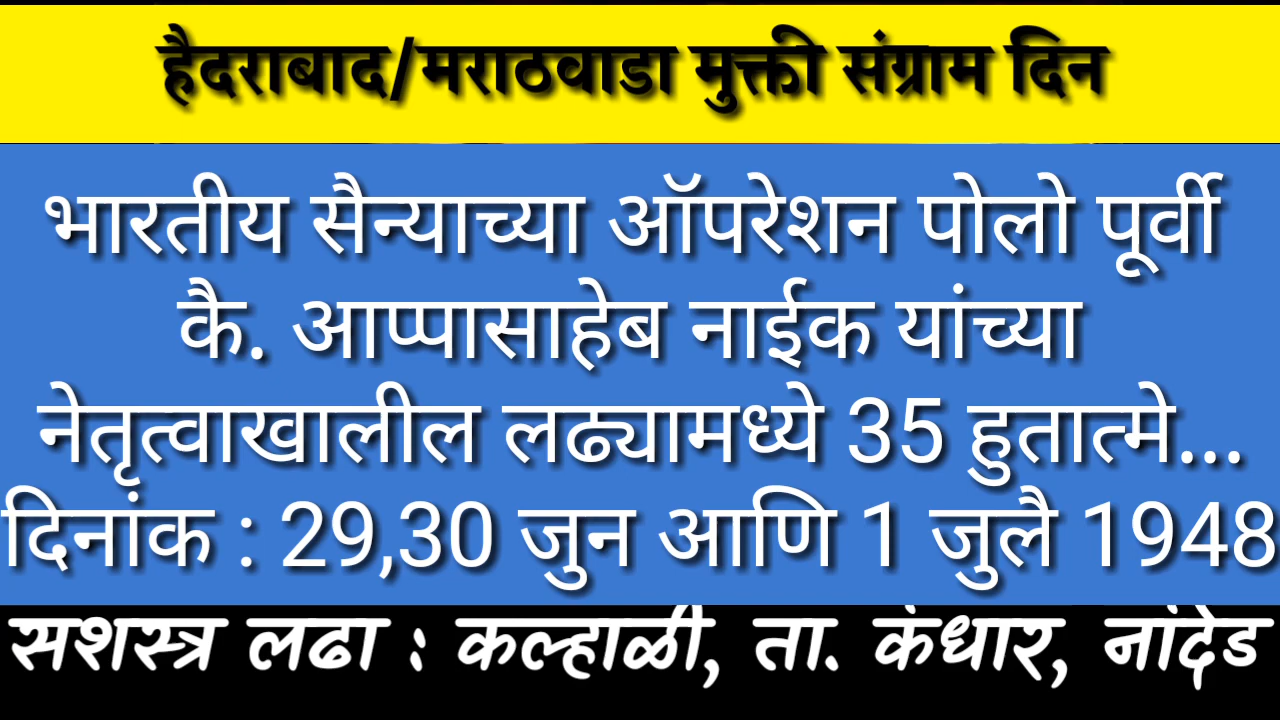 हैदराबाद/मराठवाडा मुक्ती संग्राम दिन
भारतीय सैन्याच्या ऑपरेशन पोलो पूर्वी
कै. आप्पासाहेब नाईक यांच्या
नेतृत्वाखालील लढ्यामध्ये 35 हुतात्मे...
दिनांक : 29,30 जुन आणि 1 जुलै 1948
सशस्त्र लढा : कल्हाळी, ता. कंधार, नांदेड